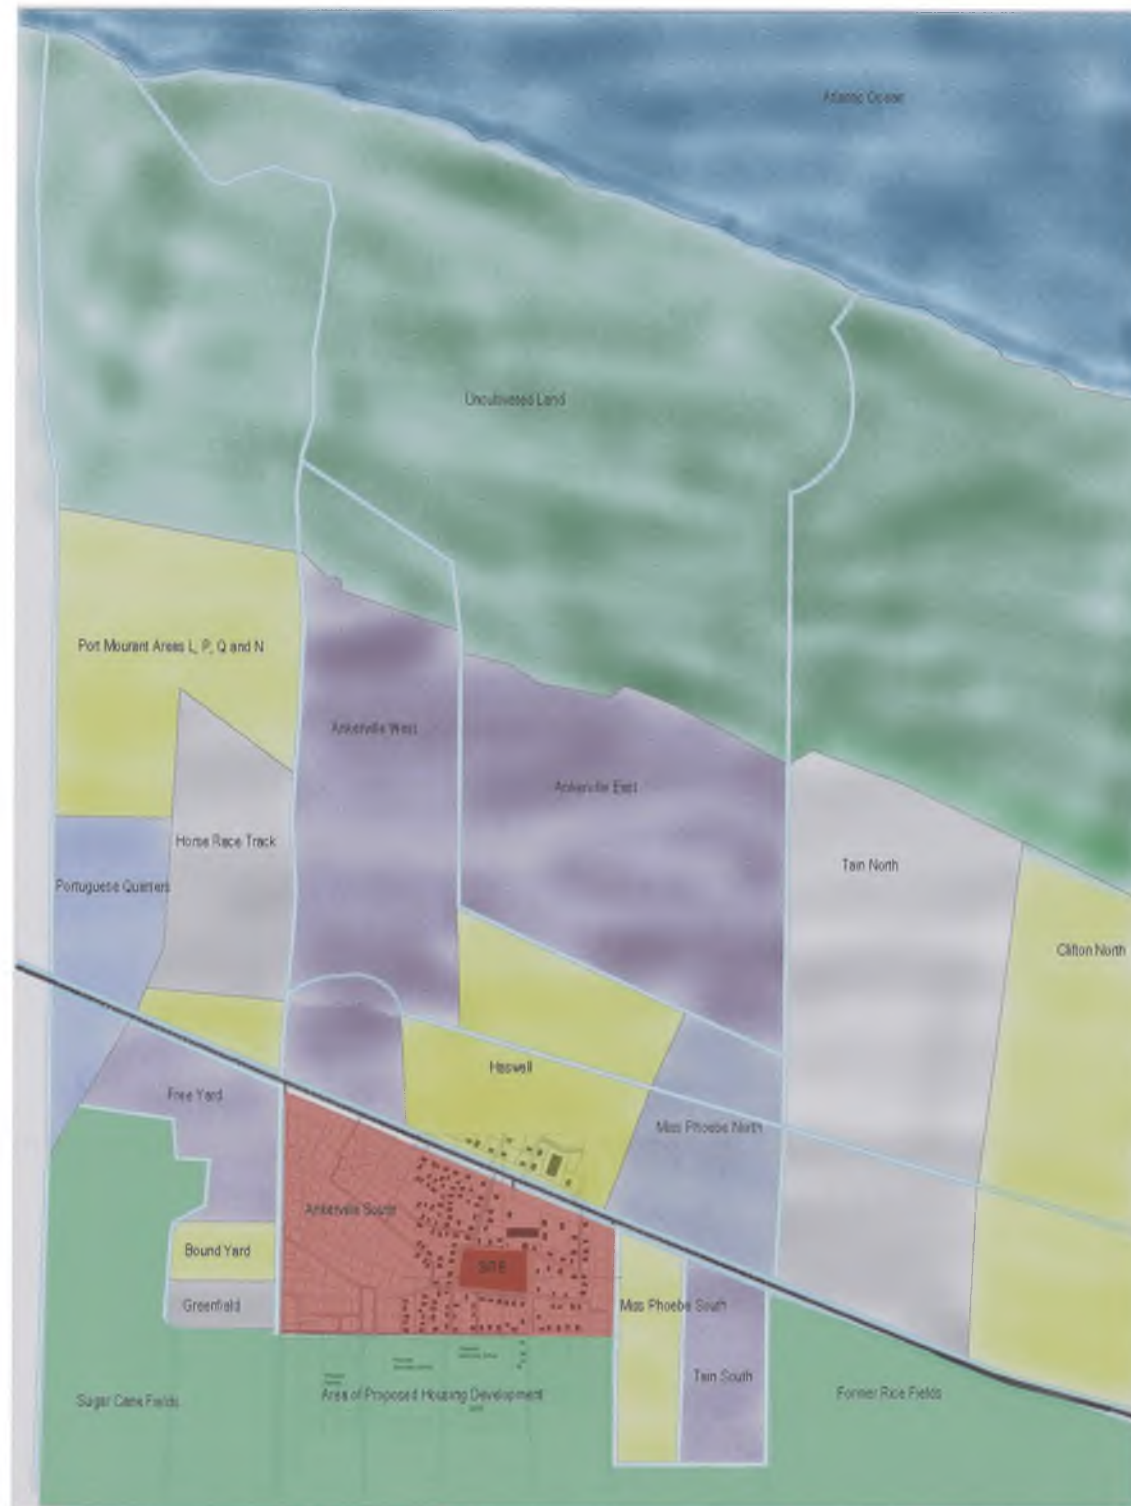 Atlantic Ocean
Uncultivated Land
Port Mourant Areas L, P, Q and N
Ankerville West
Ankerville East
Horse Race Track
Tain North
Portuguese Quarters
Clifton North
Haswell
Free Yard
Miss Phoebe North
Ankerville South
Bound Yard
SITE
Greenfield
Miss Phoebe South
Tain South
Area of Proposed Housing Development
Former Rice Fields
Sugar Cane Fields